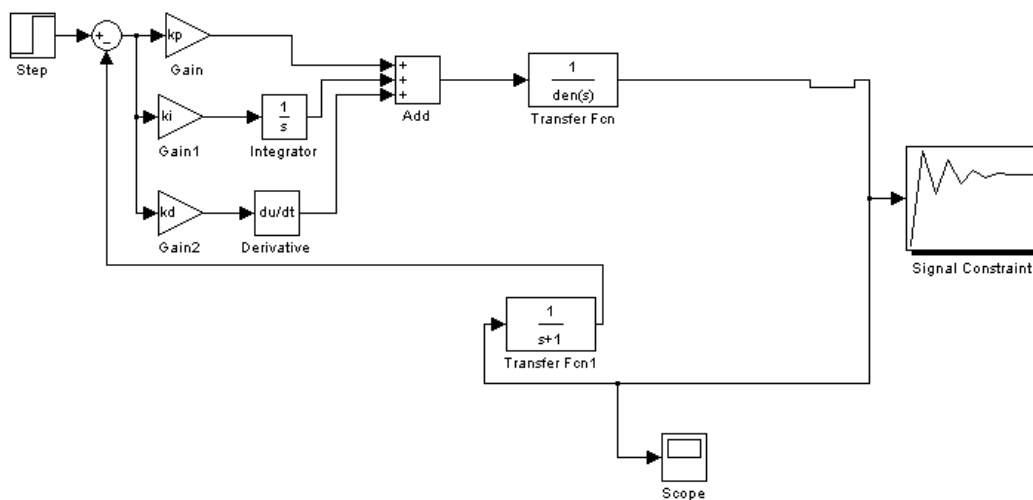 Step
+
−
kp
Gain
ki
Gain1
1
s
Integrator
kd
Gain2
du/dt
Derivative
+
+
+
Add
1
den(s)
Transfer Fcn
Signal Constraint
1
s+1
Transfer Fcn1
Scope